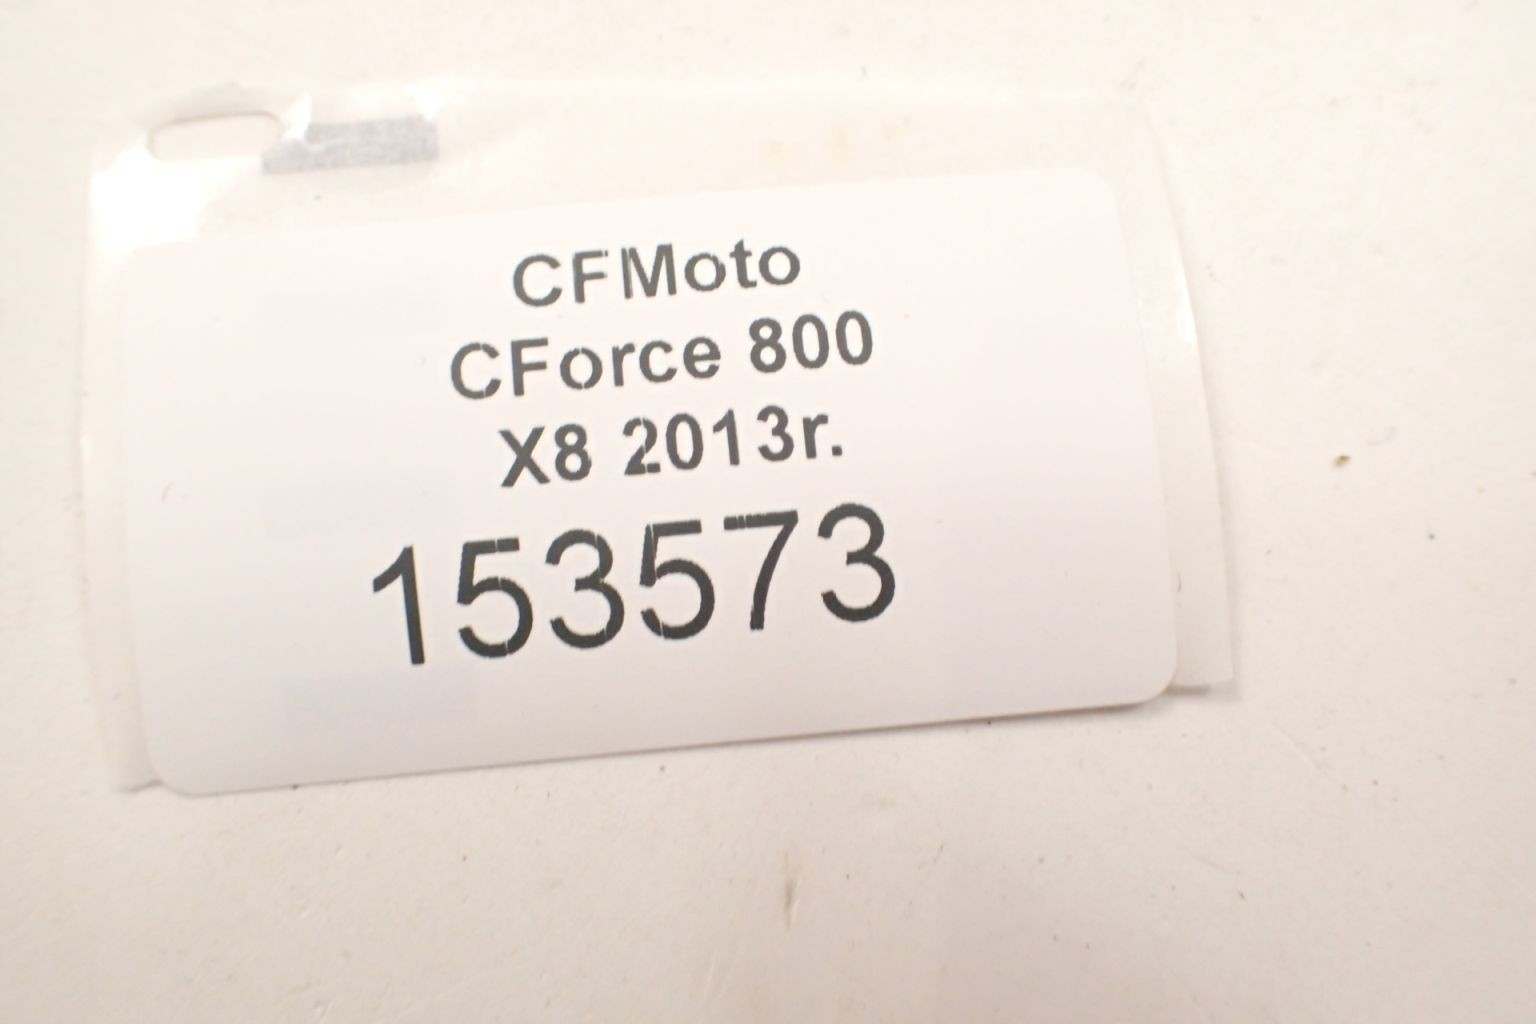 CFMoto
CForce 800
X8 2013r.
153573